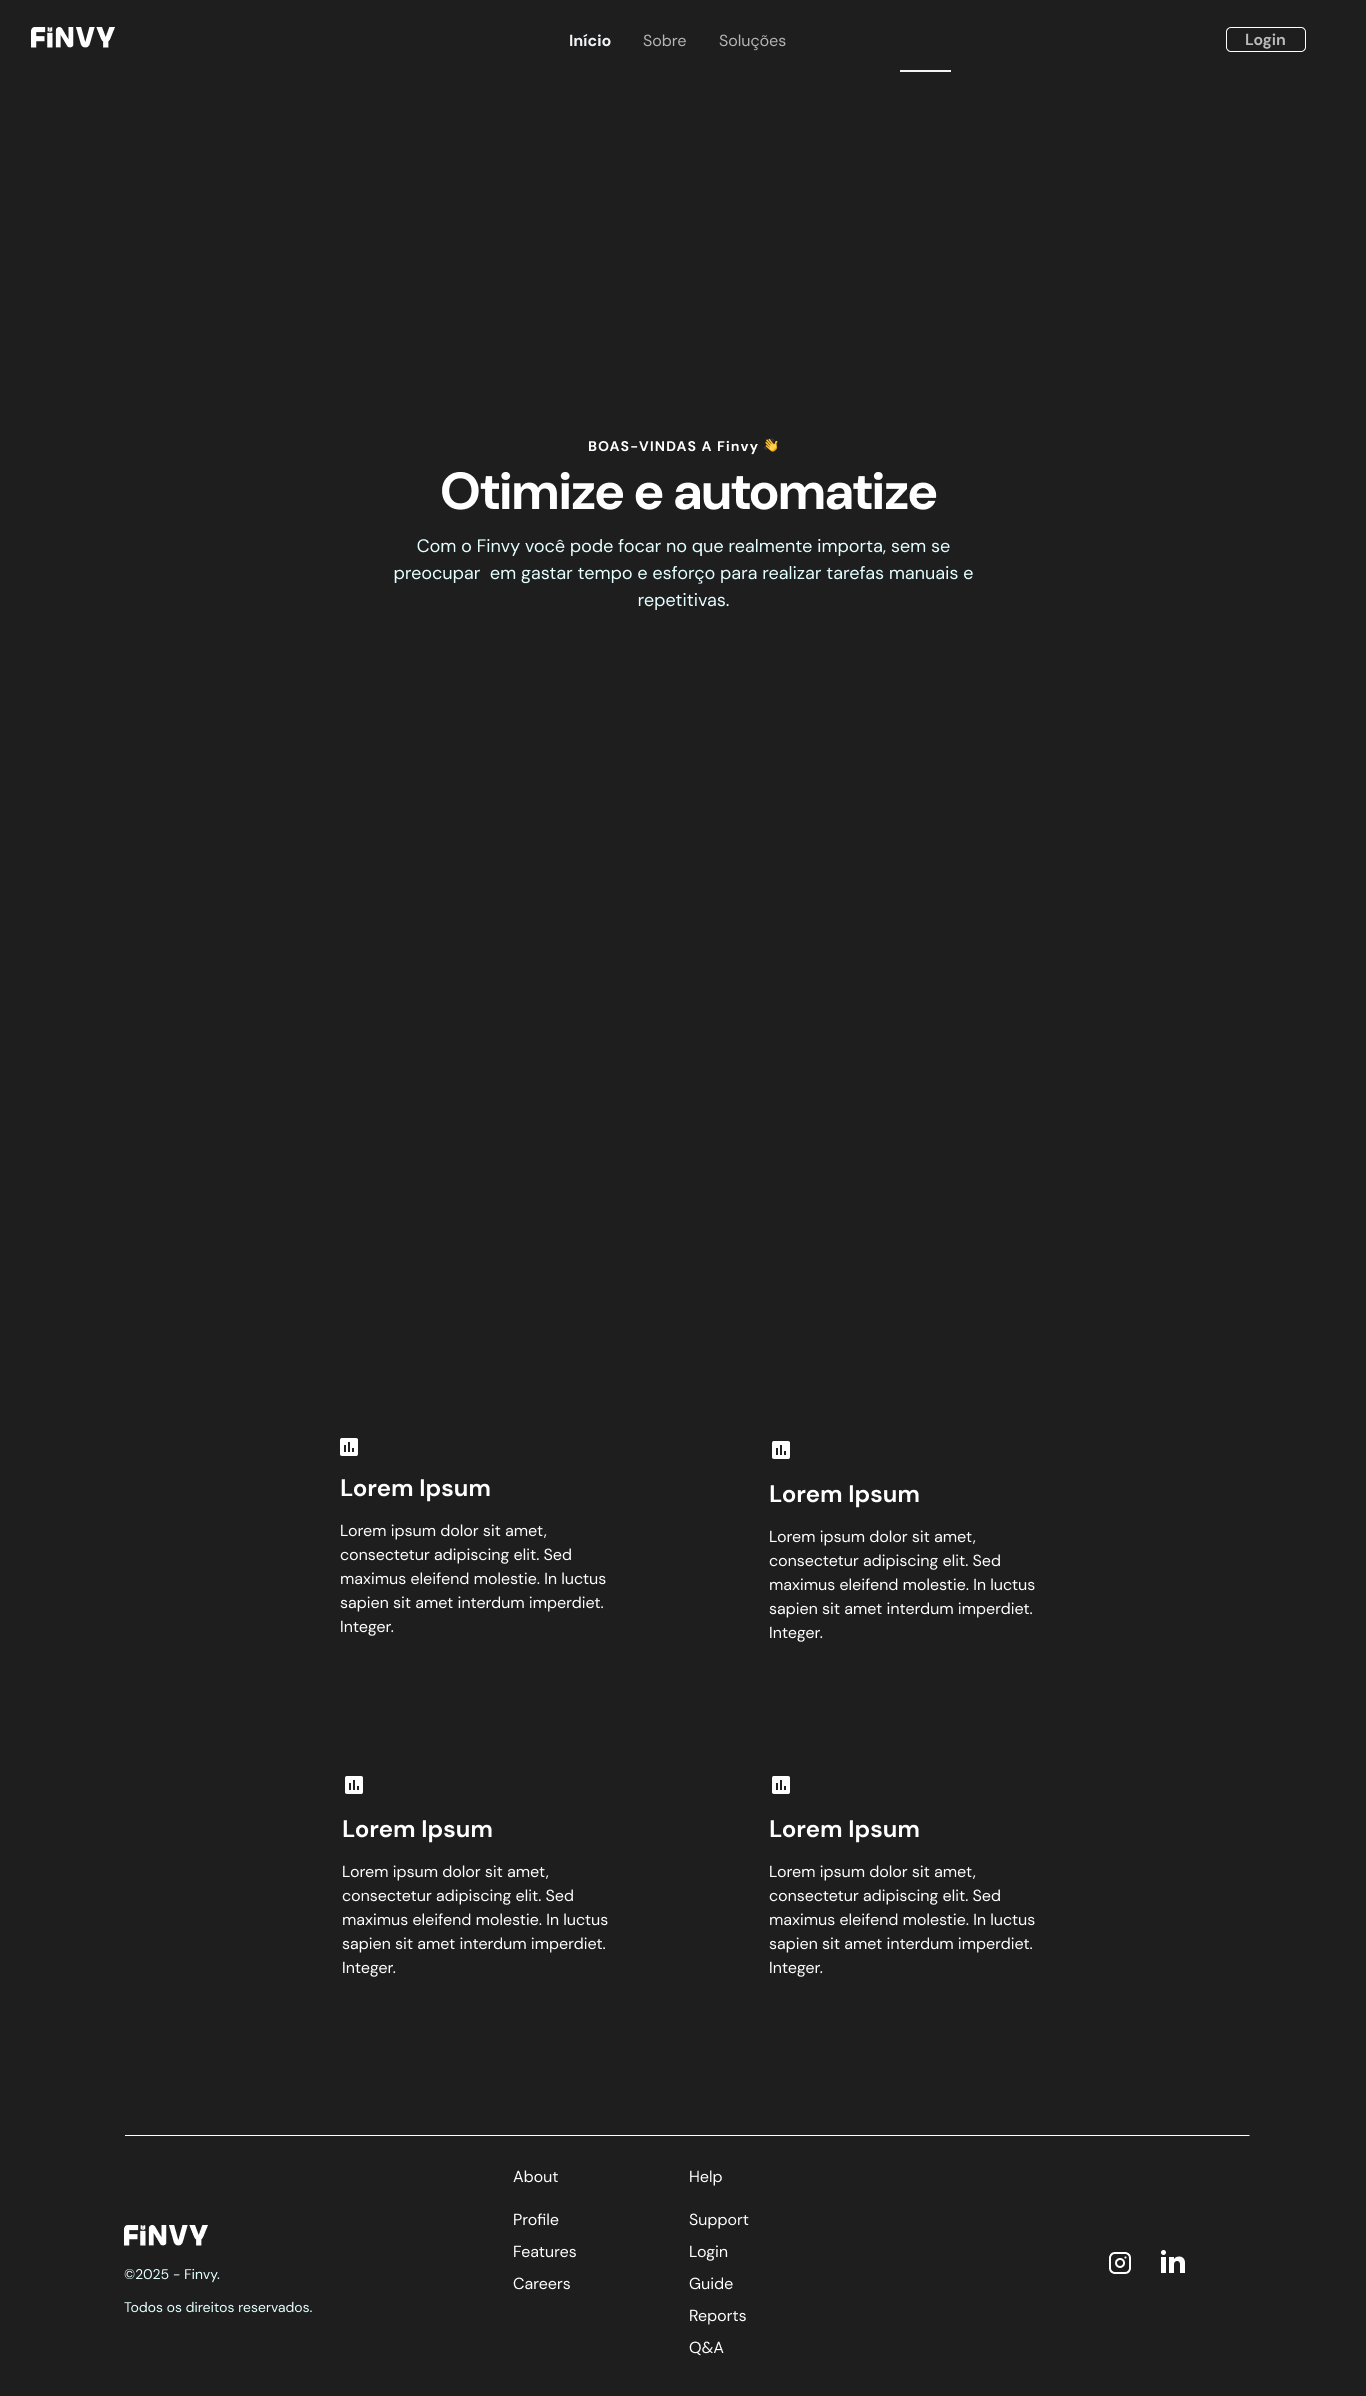 FiNVY
Início Sobre Soluções
Login
BOAS-VINDAS A Finvy 👋
Otimize e automatize
Com o Finvy você pode focar no que realmente importa, sem se
preocupar  em gastar tempo e esforço para realizar tarefas manuais e
repetitivas.
Lorem Ipsum
Lorem ipsum dolor sit amet,
consectetur adipiscing elit. Sed
maximus eleifend molestie. In luctus
sapien sit amet interdum imperdiet.
Integer.
Lorem Ipsum
Lorem ipsum dolor sit amet,
consectetur adipiscing elit. Sed
maximus eleifend molestie. In luctus
sapien sit amet interdum imperdiet.
Integer.
Lorem Ipsum
Lorem ipsum dolor sit amet,
consectetur adipiscing elit. Sed
maximus eleifend molestie. In luctus
sapien sit amet interdum imperdiet.
Integer.
Lorem Ipsum
Lorem ipsum dolor sit amet,
consectetur adipiscing elit. Sed
maximus eleifend molestie. In luctus
sapien sit amet interdum imperdiet.
Integer.
FiNVY
©2025 - Finvy.
Todos os direitos reservados.
About
Profile
Features
Careers
Help
Support
Login
Guide
Reports
Q&A
in